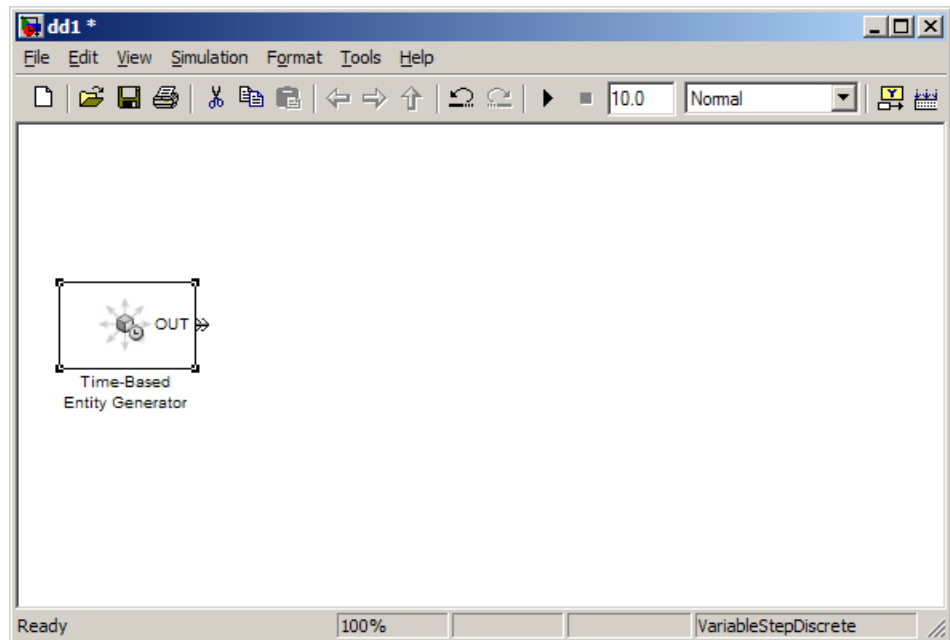 dd1 *
File Edit View Simulation Format Tools Help
10.0 Normal
OUT
Time-Based
Entity Generator
Ready 100% VariableStepDiscrete